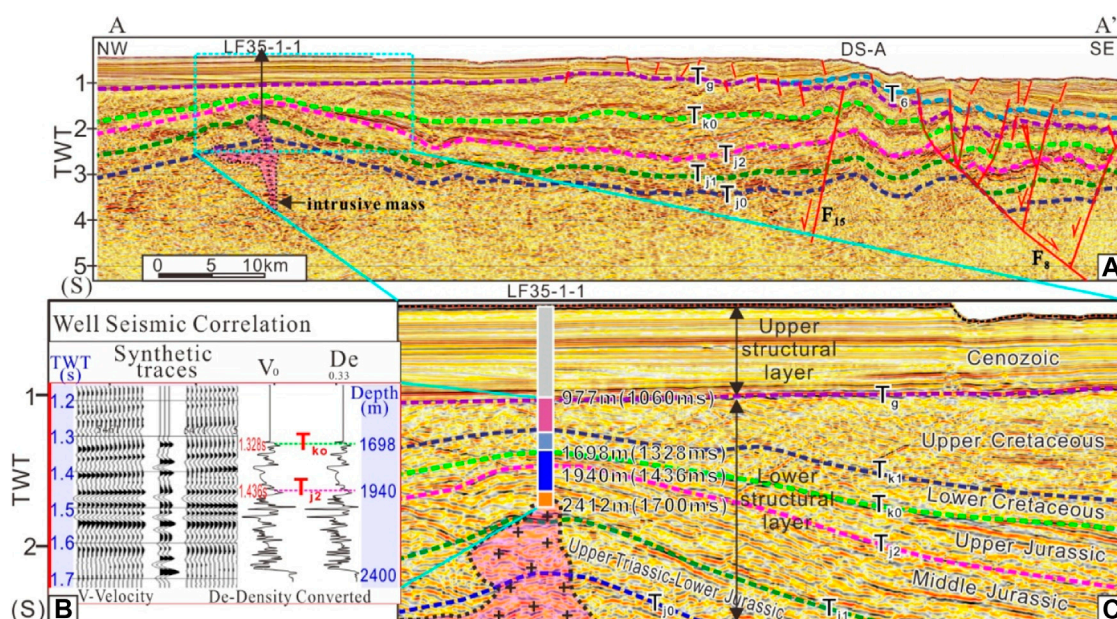 A A'
NW LF35-1-1 DS-A SE
1
2
3
4
5
TWT
(S)
Tg
T6
Tk0
Tj2
Tj1
Tj0
intrusive mass
F15
F8
0 5 10km
A
Well Seismic Correlation
TWT
(s)
Synthetic
traces
V0
De
0.33
Depth
(m)
1.2
1.3
1.4
1.5
1.6
1.7
1.328s
Tko
1698
1.436s
Tj2
1940
2400
V-Velocity De-Density Converted
B
LF35-1-1
1
2
TWT
(S)
Upper
structural
layer
Cenozoic
977m(1060ms)
Tg
Upper Cretaceous
1698m(1328ms)
1940m(1436ms)
2412m(1700ms)
Lower
structural
layer
Tk1
Lower Cretaceous
Tk0
Upper Jurassic
Tj2
Middle Jurassic
Upper Triassic-Lower Jurassic
Tj1
Tj0
C